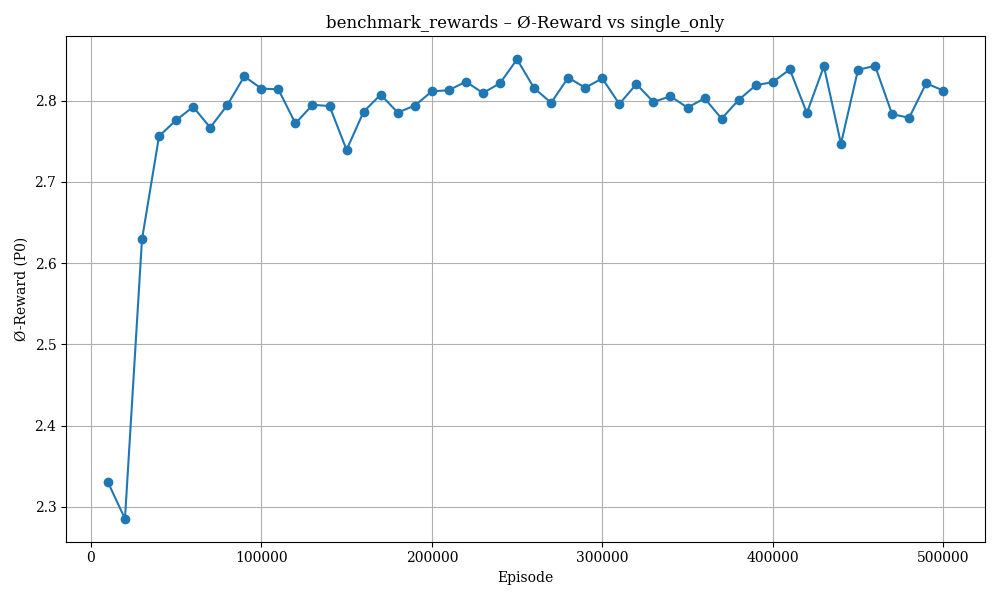 benchmark_rewards – Ø-Reward vs single_only
Ø-Reward (P0)
2.8
2.7
2.6
2.5
2.4
2.3
0 100000 200000 300000 400000 500000
Episode